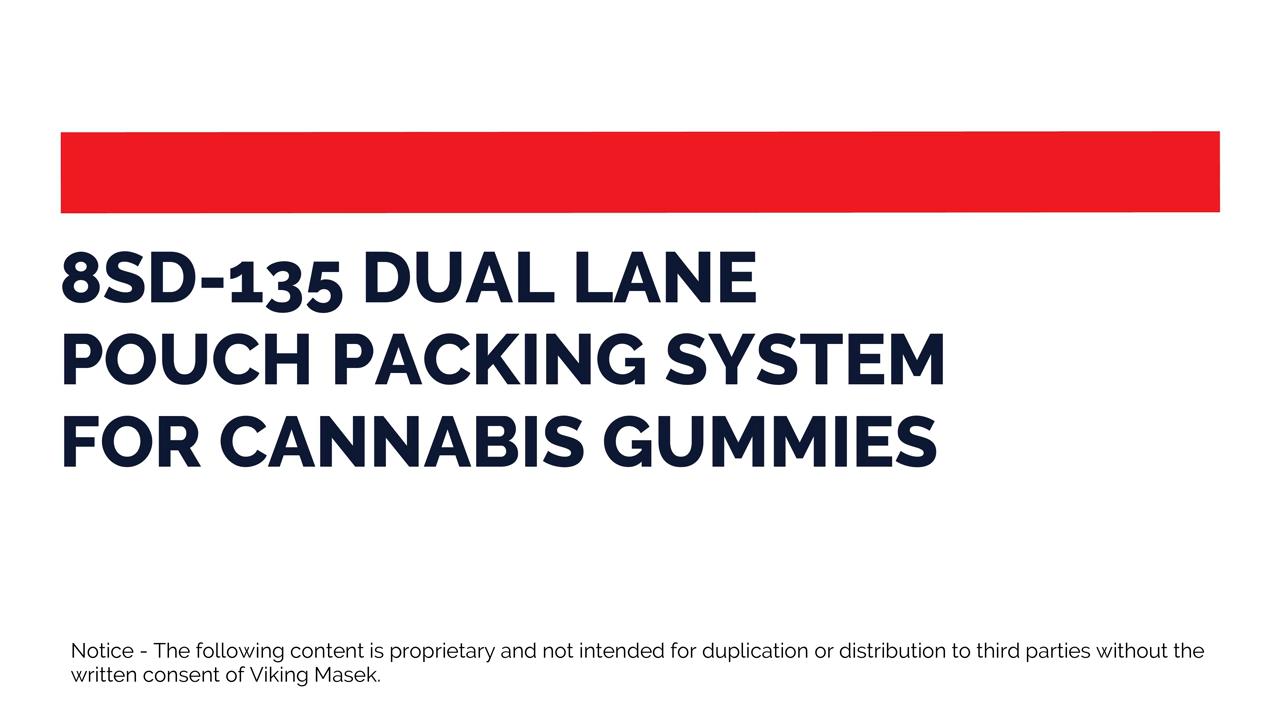 8SD-135 DUAL LANE
POUCH PACKING SYSTEM
FOR CANNABIS GUMMIES
Notice - The following content is proprietary and not intended for duplication or distribution to third parties without the
written consent of Viking Masek.